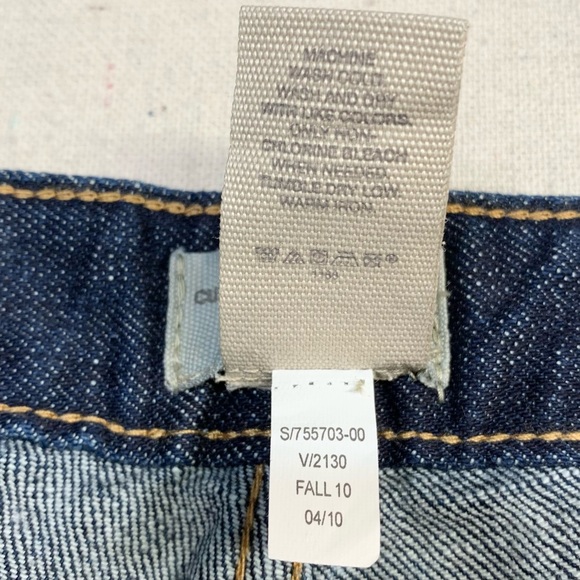 MACHINE
WASH COLD.
WASH AND DRY
WITH LIKE COLORS.
ONLY NON-
CHLORINE BLEACH
WHEN NEEDED.
TUMBLE DRY LOW.
WARM IRON.
CU
S/755703-00
V/2130
FALL 10
04/10